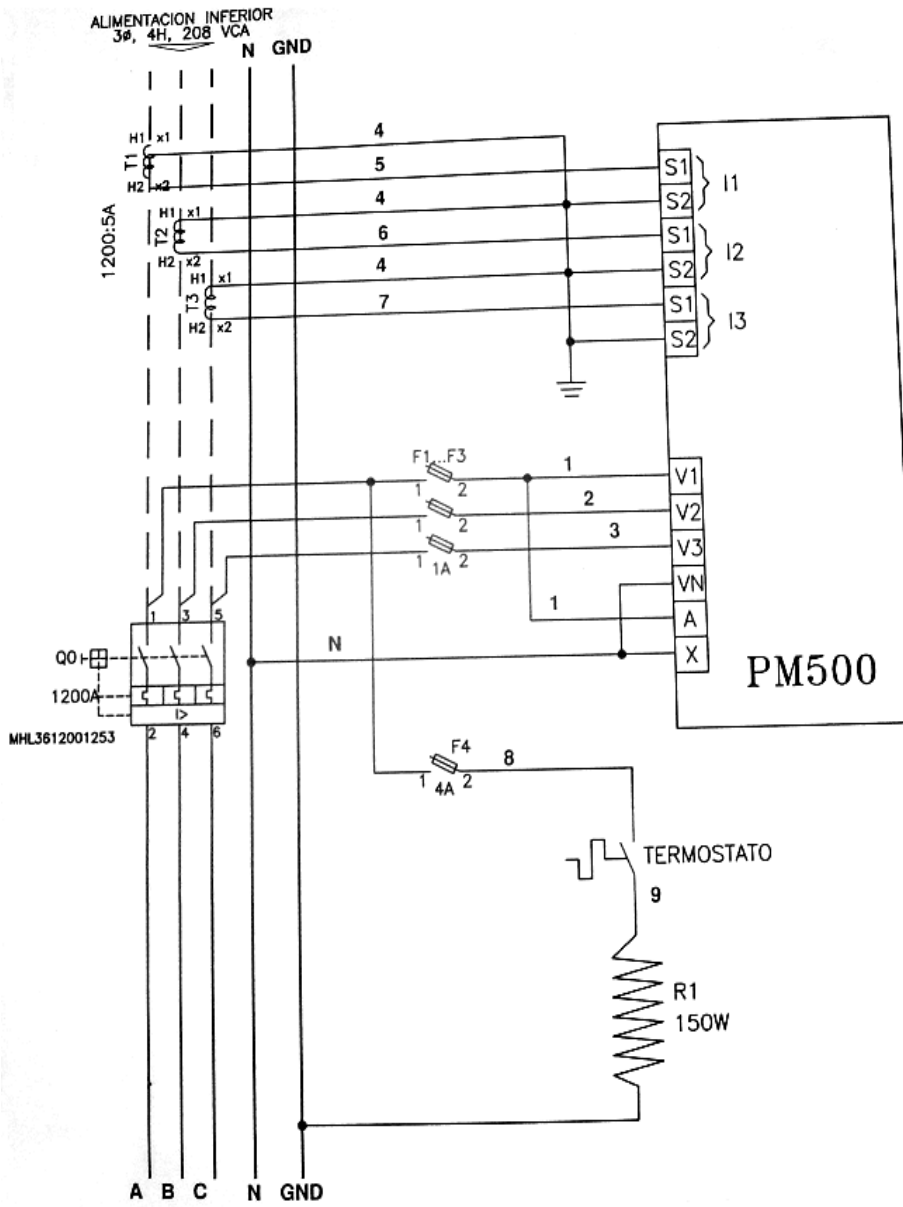 ALIMENTACION INFERIOR
3ø, 4H, 208 VCA
N GND
H1 x1
T1
H2 x2
4
5
S1
S2
I1
1200:5A
H1 x1
T2
H2 x2
4
6
S1
S2
I2
H1 x1
T3
H2 x2
4
7
S1
S2
I3
F1...F3
1 2
1
V1
1 2
2
V2
1 2
1A
3
V3
VN
1
A
N
X
PM500
1 3 5
Q0
1200A
I>
MHL3612001253
2 4 6
F4
1 2
4A
8
TERMOSTATO
9
R1
150W
A B C N GND